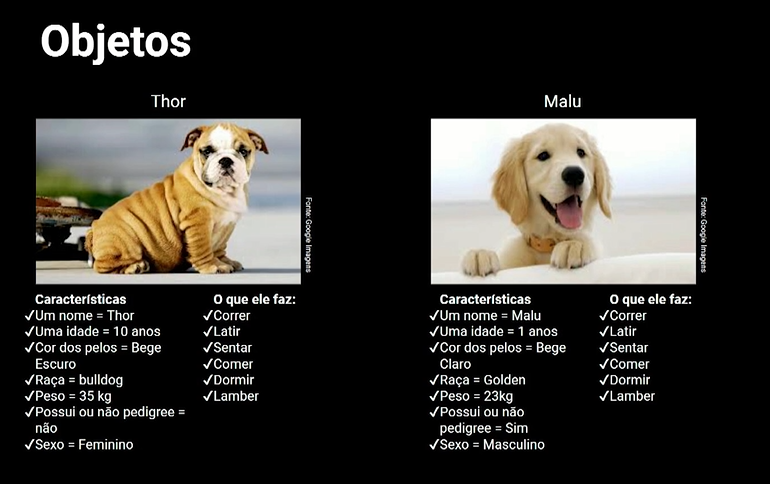 Objetos
Thor
Fonte: Google Imagens
Características
✓Um nome = Thor
✓Uma idade = 10 anos
✓Cor dos pelos = Bege
Escuro
✓Raça = bulldog
✓Peso = 35 kg
✓Possui ou não pedigree =
não
✓Sexo = Feminino
O que ele faz:
✓Correr
✓Latir
✓Sentar
✓Comer
✓Dormir
✓Lamber
Malu
Fonte: Google Imagens
Características
✓Um nome = Malu
✓Uma idade = 1 anos
✓Cor dos pelos = Bege
Claro
✓Raça = Golden
✓Peso = 23kg
✓Possui ou não
pedigree = Sim
✓Sexo = Masculino
O que ele faz:
✓Correr
✓Latir
✓Sentar
✓Comer
✓Dormir
✓Lamber